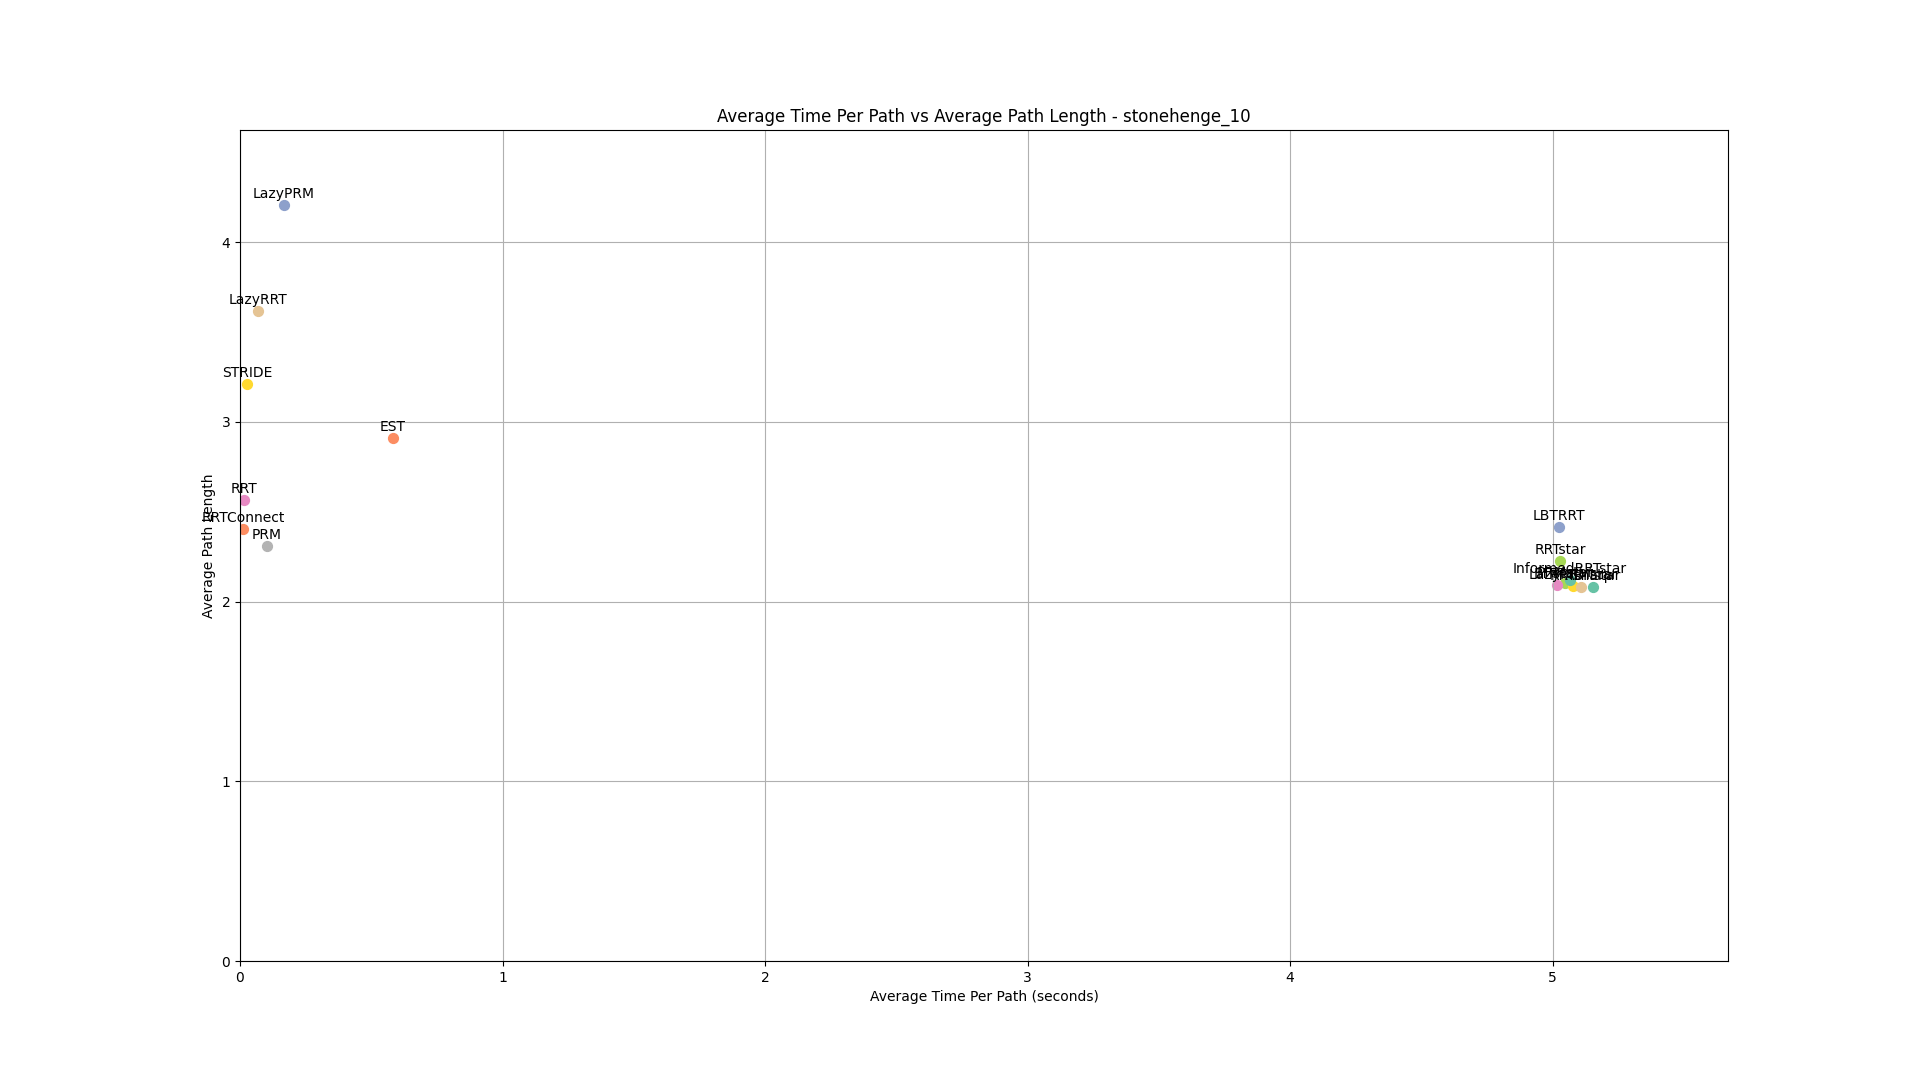 Average Time Per Path vs Average Path Length - stonehenge_10
LazyPRM
4
LazyRRT
STRIDE
3
EST
RRT
RRTConnect
PRM
LBTRRT
RRTstar
InformedRRTstar
Average Path Length
2
1
0
0
1
2
3
4
5
Average Time Per Path (seconds)